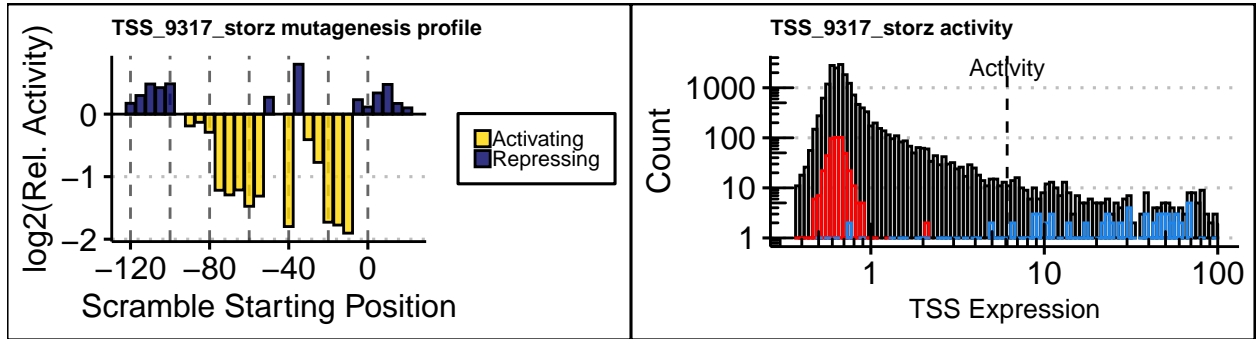 TSS_9317_storz mutagenesis profile
log2(Rel. Activity)
0
−1
−2
−120 −80 −40 0
Scramble Starting Position
Activating
Repressing
TSS_9317_storz activity
Activity
Count
1000
100
10
1
1 10 100
TSS Expression